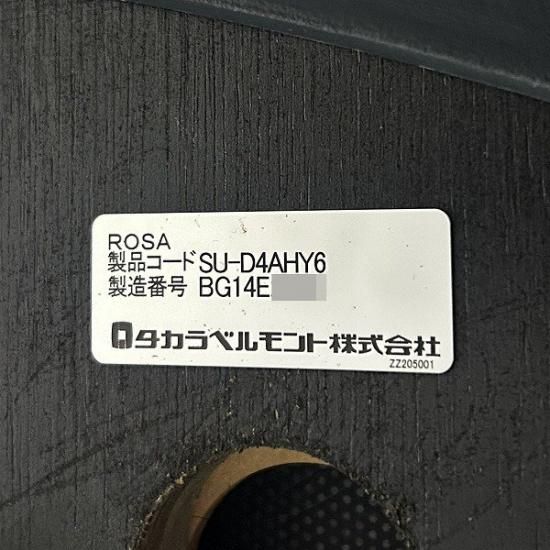 ROSA
製品コード SU-D4AHY6
製造番号 BG14E
タカラベルモント株式会社
ZZ205001